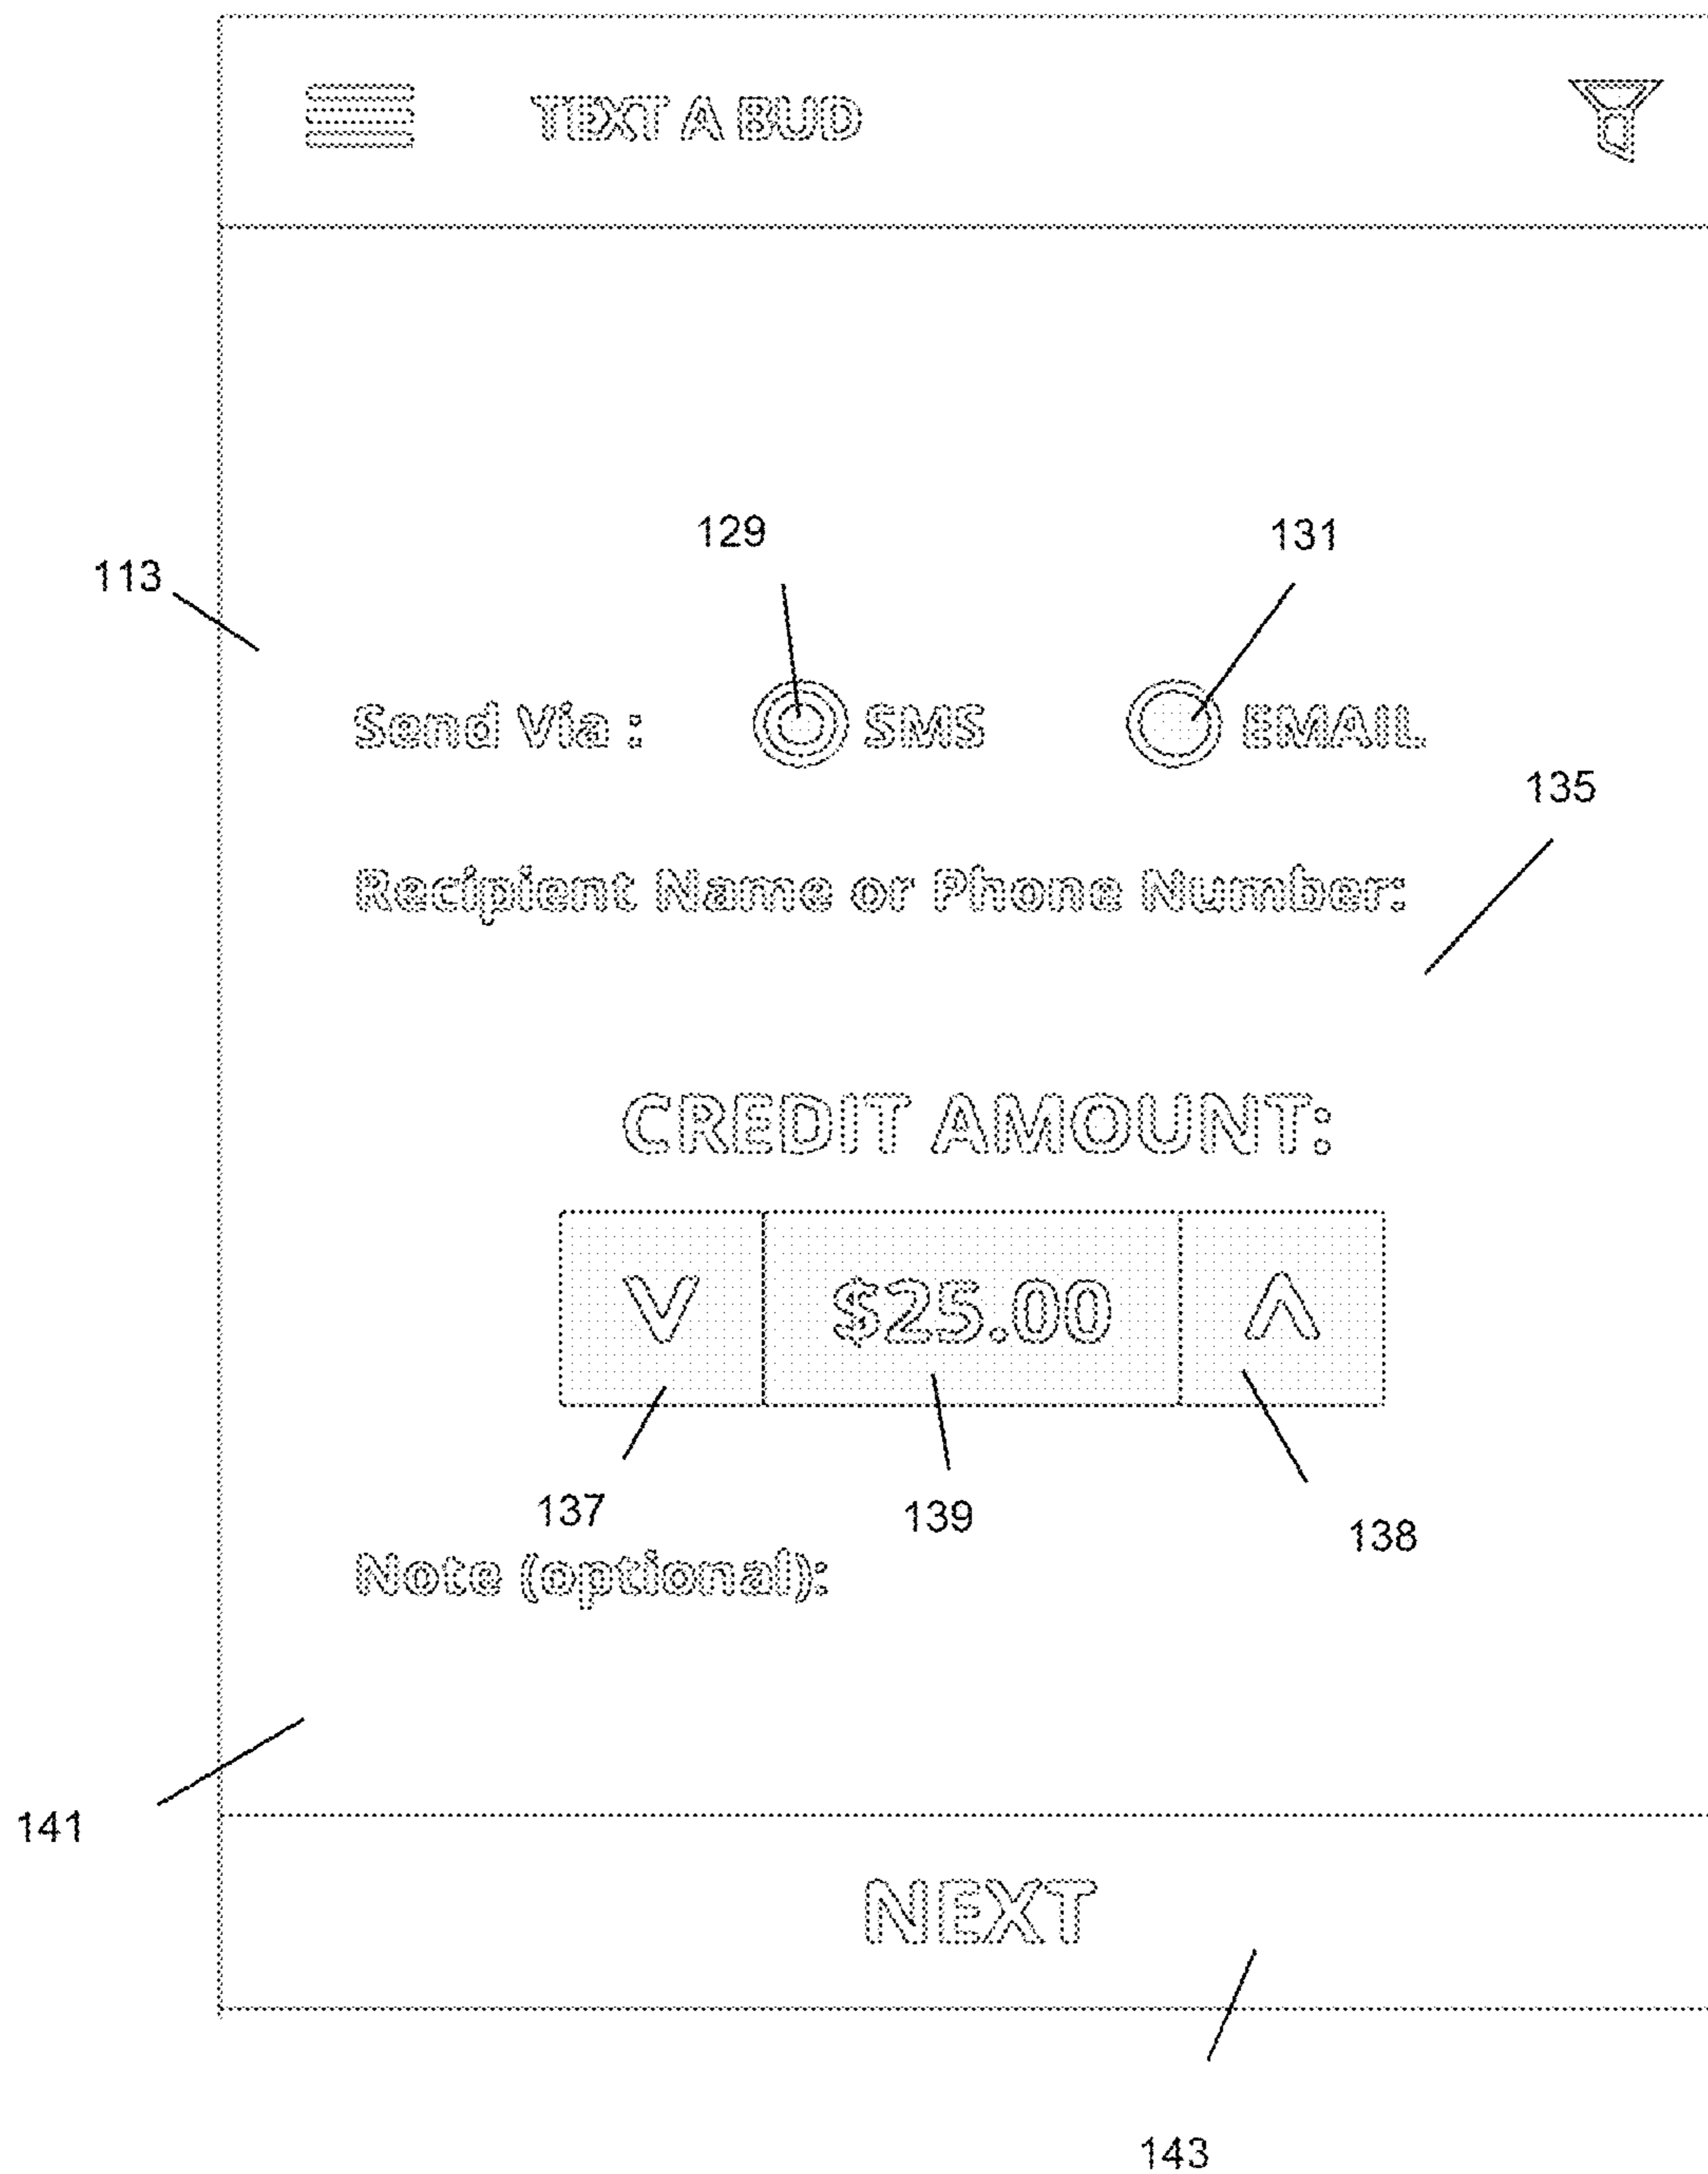 TEXT A BUD
129
131
113
Send Via : SMS EMAIL
135
Recipient Name or Phone Number:
CREDIT AMOUNT:
V $25.00 Λ
137
139
138
Note (optional):
141
NEXT
143